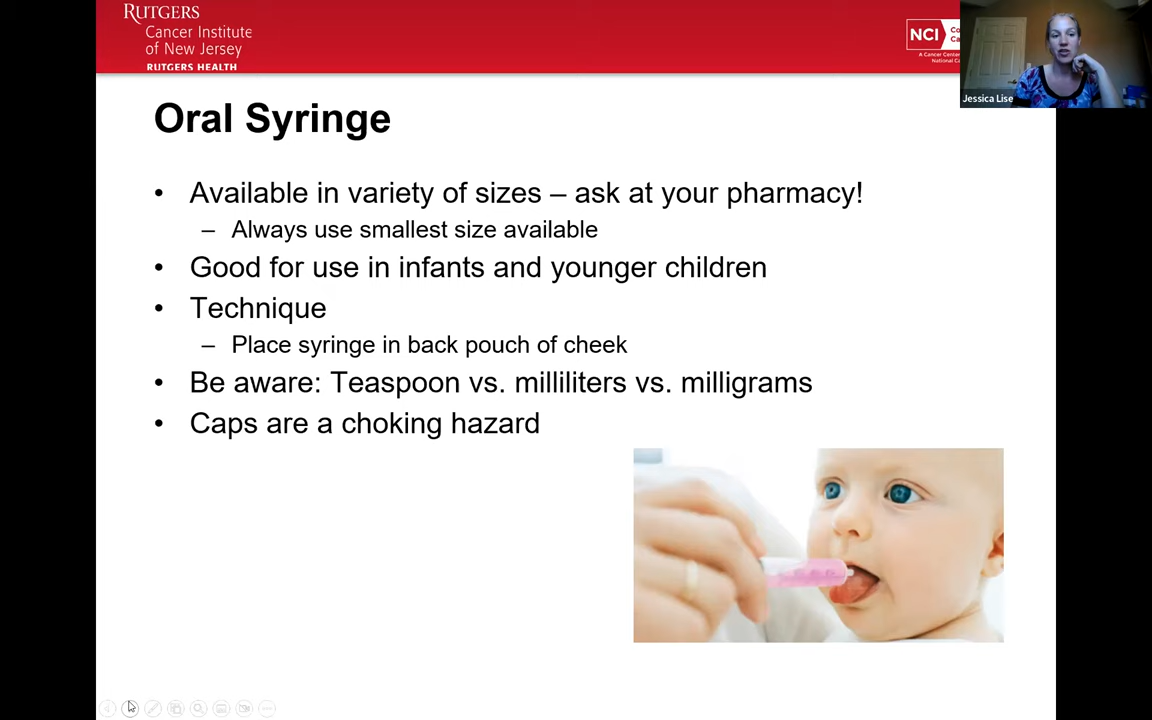 RUTGERS
Cancer Institute
of New Jersey
RUTGERS HEALTH
NCI
A Cancer Cente
National Ca
Jessica Lise
Oral Syringe
• Available in variety of sizes – ask at your pharmacy!
– Always use smallest size available
• Good for use in infants and younger children
• Technique
– Place syringe in back pouch of cheek
• Be aware: Teaspoon vs. milliliters vs. milligrams
• Caps are a choking hazard